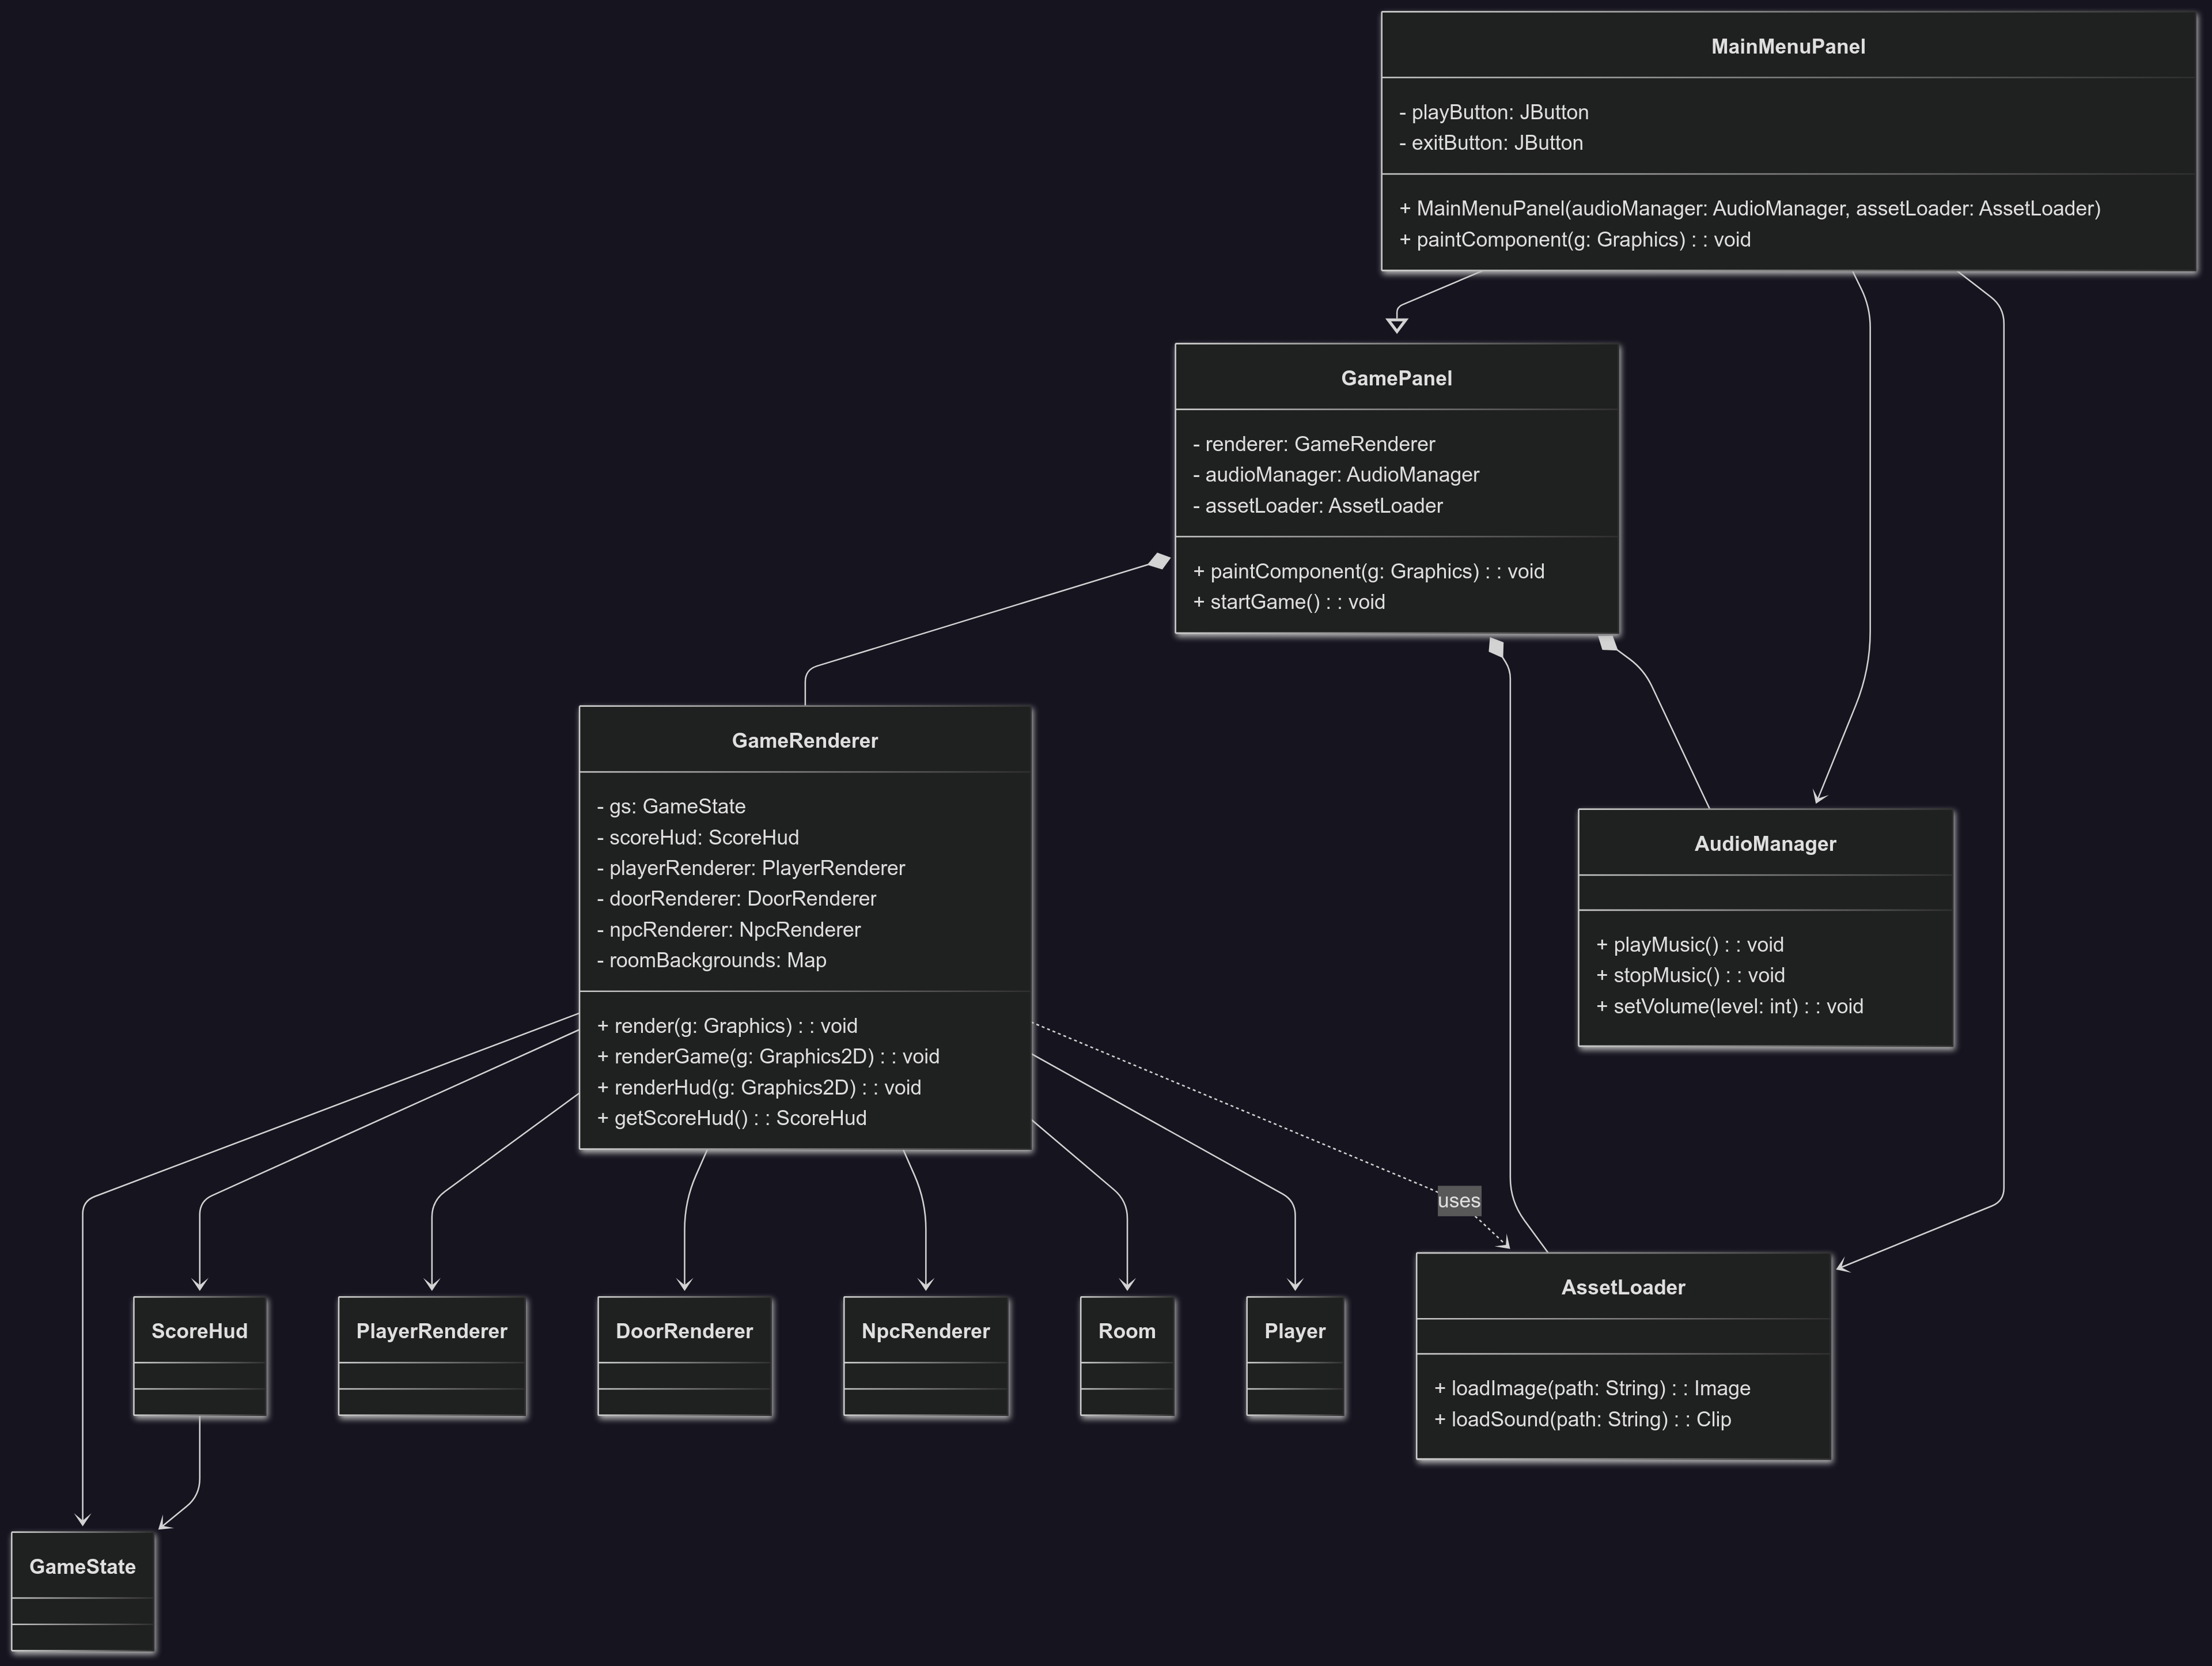 MainMenuPanel
- playButton: JButton
- exitButton: JButton
+ MainMenuPanel(audioManager: AudioManager, assetLoader: AssetLoader)
+ paintComponent(g: Graphics) : : void
GamePanel
- renderer: GameRenderer
- audioManager: AudioManager
- assetLoader: AssetLoader
+ paintComponent(g: Graphics) : : void
+ startGame() : : void
GameRenderer
- gs: GameState
- scoreHud: ScoreHud
- playerRenderer: PlayerRenderer
- doorRenderer: DoorRenderer
- npcRenderer: NpcRenderer
- roomBackgrounds: Map
+ render(g: Graphics) : : void
+ renderGame(g: Graphics2D) : : void
+ renderHud(g: Graphics2D) : : void
+ getScoreHud() : : ScoreHud
AudioManager
+ playMusic() : : void
+ stopMusic() : : void
+ setVolume(level: int) : : void
uses
AssetLoader
+ loadImage(path: String) : : Image
+ loadSound(path: String) : : Clip
ScoreHud
PlayerRenderer
DoorRenderer
NpcRenderer
Room
Player
GameState